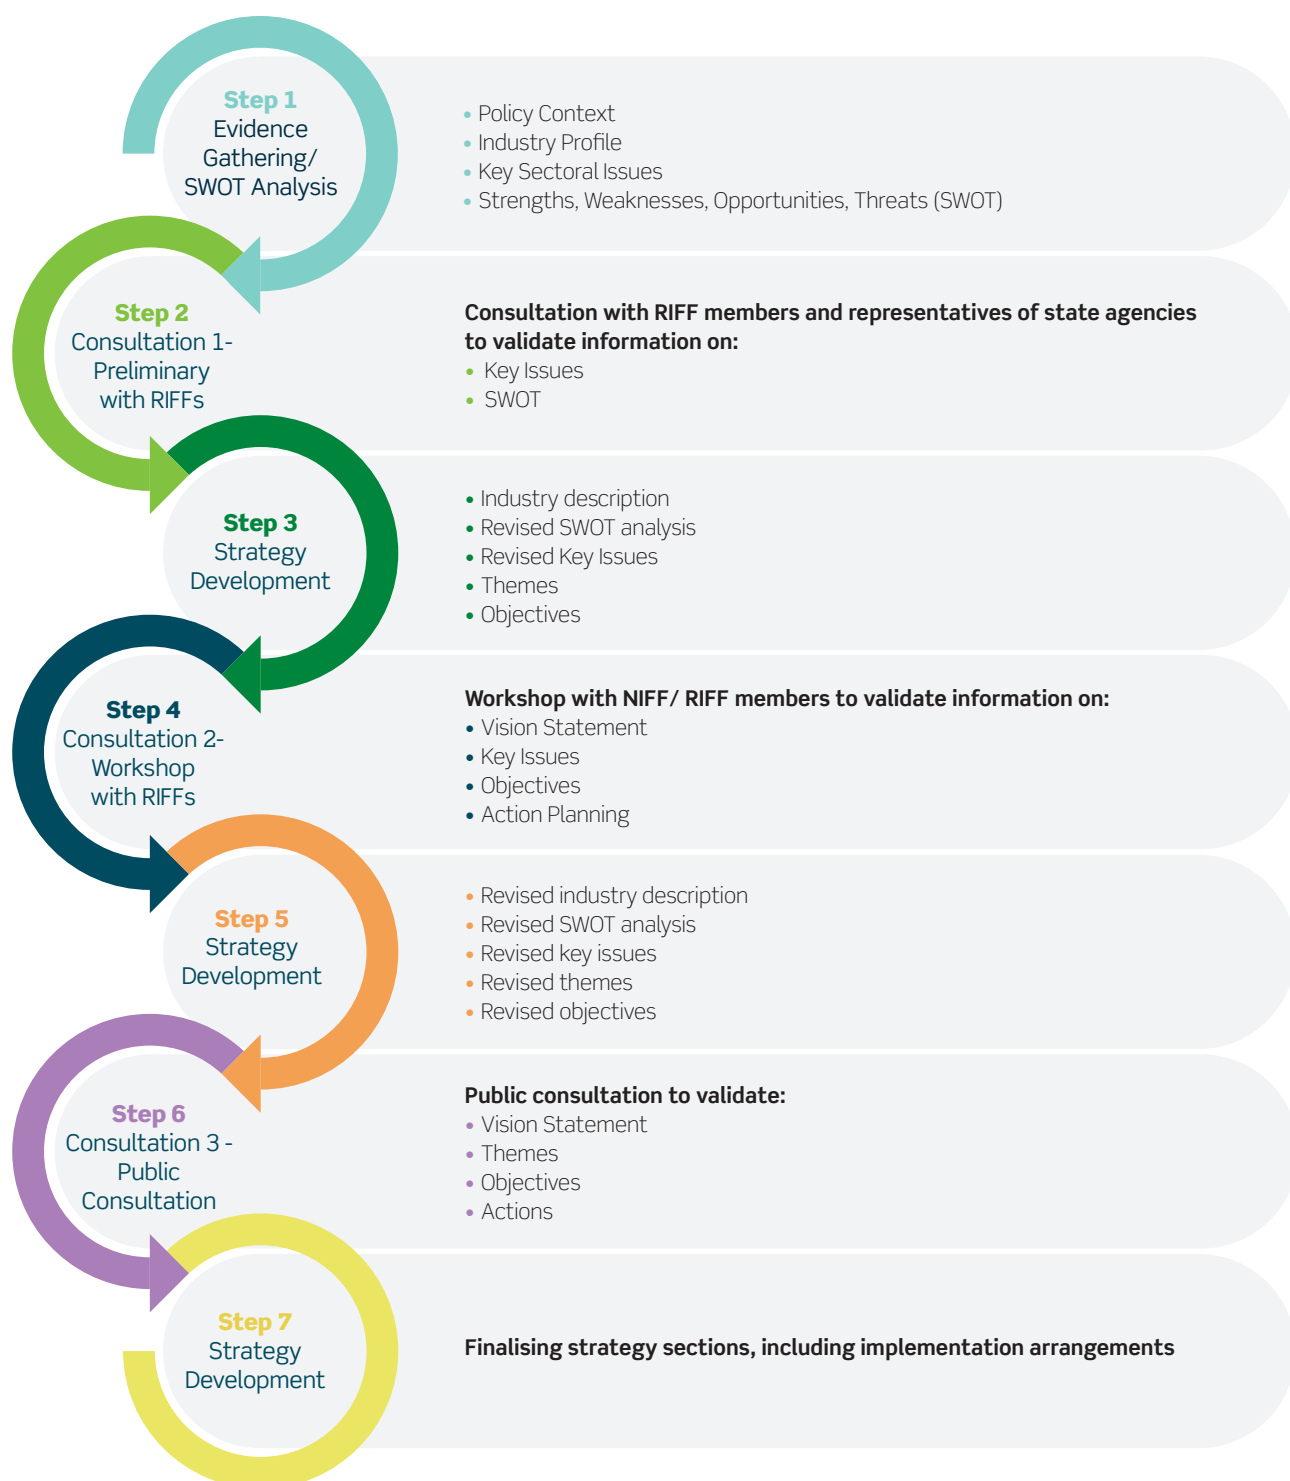 Step 1
Evidence
Gathering/
SWOT Analysis
• Policy Context
• Industry Profile
• Key Sectoral Issues
• Strengths, Weaknesses, Opportunities, Threats (SWOT)
Step 2
Consultation 1-
Preliminary
with RIFFs
Consultation with RIFF members and representatives of state agencies
to validate information on:
• Key Issues
• SWOT
Step 3
Strategy
Development
• Industry description
• Revised SWOT analysis
• Revised Key Issues
• Themes
• Objectives
Step 4
Consultation 2-
Workshop
with RIFFs
Workshop with NIFF/ RIFF members to validate information on:
• Vision Statement
• Key Issues
• Objectives
• Action Planning
Step 5
Strategy
Development
• Revised industry description
• Revised SWOT analysis
• Revised key issues
• Revised themes
• Revised objectives
Step 6
Consultation 3 -
Public
Consultation
Public consultation to validate:
• Vision Statement
• Themes
• Objectives
• Actions
Step 7
Strategy
Development
Finalising strategy sections, including implementation arrangements